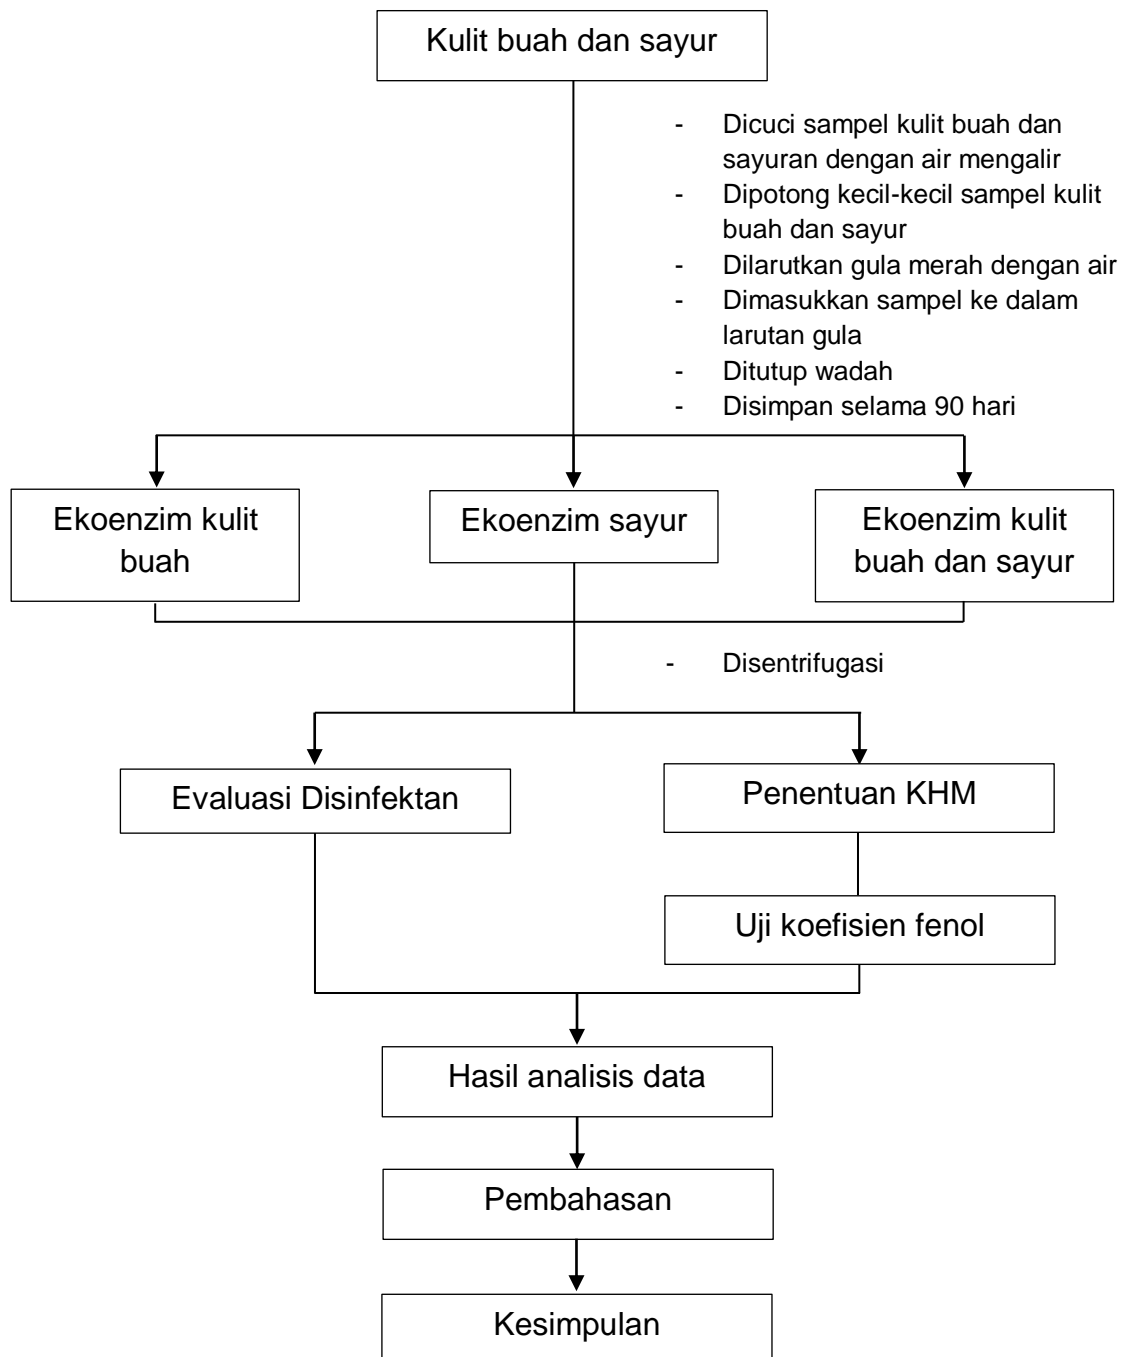 Kulit buah dan sayur
- Dicuci sampel kulit buah dan
sayuran dengan air mengalir
- Dipotong kecil-kecil sampel kulit
buah dan sayur
- Dilarutkan gula merah dengan air
- Dimasukkan sampel ke dalam
larutan gula
- Ditutup wadah
- Disimpan selama 90 hari
Ekoenzim kulit
buah
Ekoenzim sayur
Ekoenzim kulit
buah dan sayur
- Disentrifugasi
Evaluasi Disinfektan
Penentuan KHM
Uji koefisien fenol
Hasil analisis data
Pembahasan
Kesimpulan